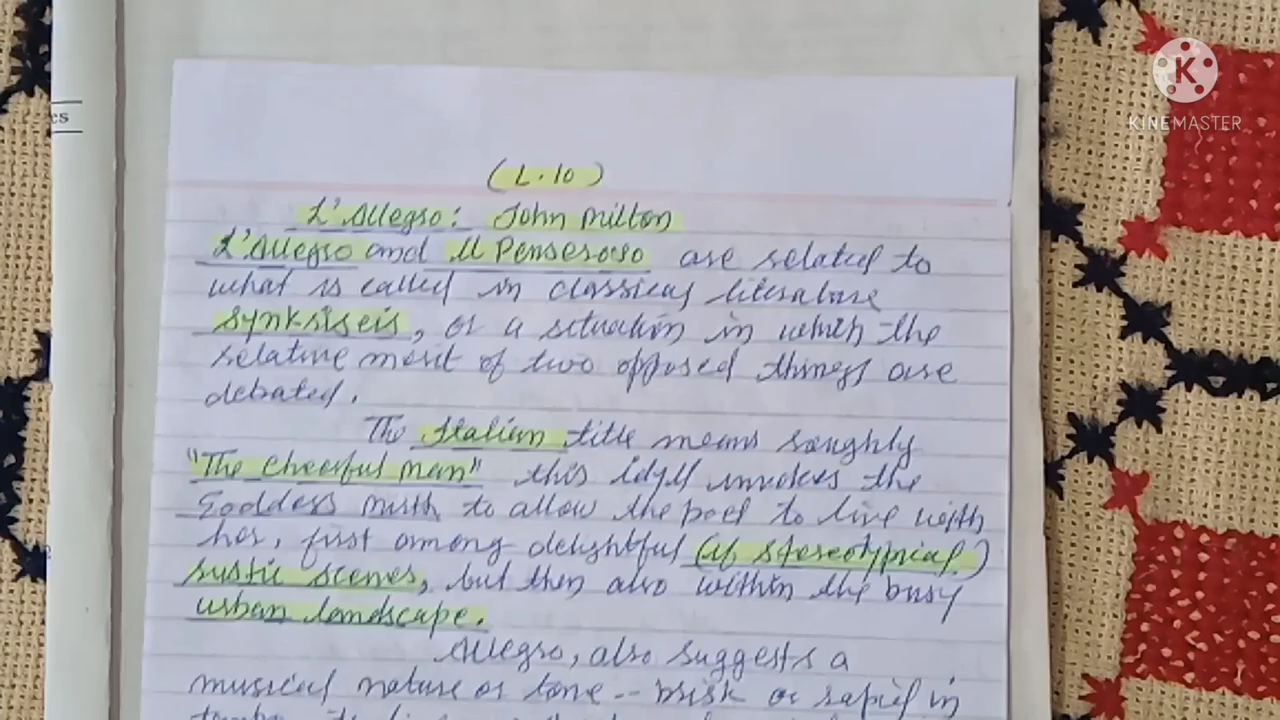 es
K
KINEMASTER
(L.10)
L'Allegro: John Milton
L'Allegro and Il Penseroso are related to
what is called in classical literature
Synkriseis, or a situation in which the
relative merit of two opposed things are
debated.
The Italian title means roughly
"The Cheerful Man" this idyll invokes the
Goddess Mirth to allow the poet to live with
her, first among delightful (if stereotypical)
rustic scenes, but then also within the busy
urban landscape.
Allegro, also suggests a
musical nature or tone -- brisk or rapid in